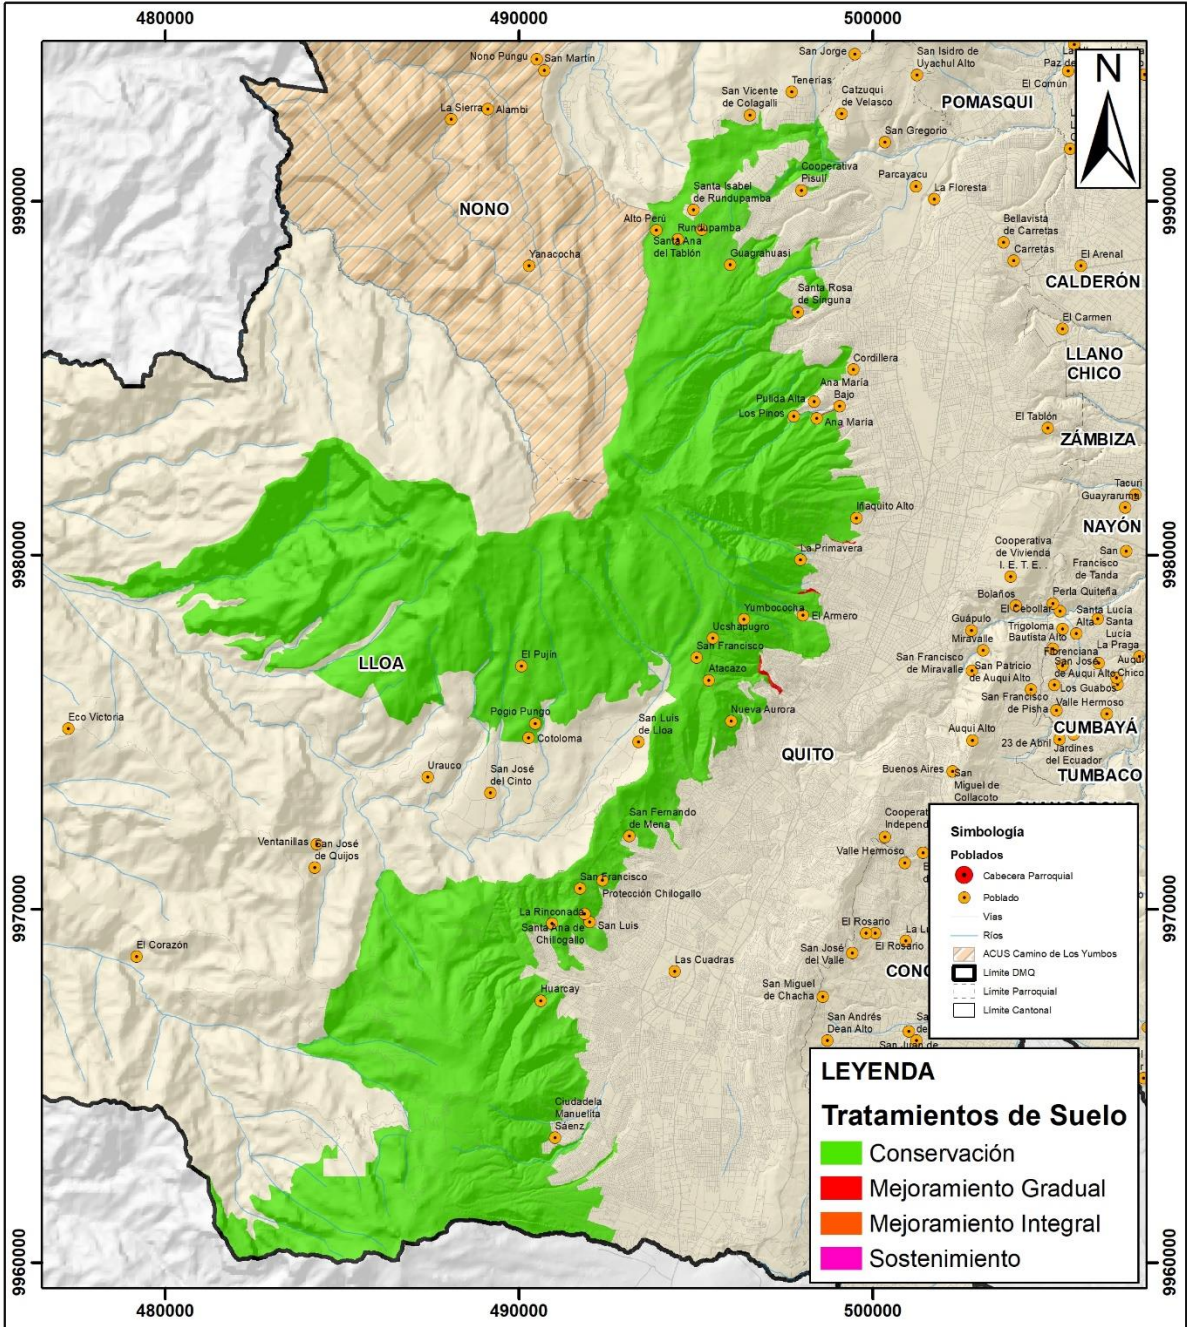 480000
490000
500000
Nono Pungu
San Martín
San Jorge
San Isidro de
Uyachul Alto
Paz de
El Común
N
La Sierra
Alambi
San Vicente
de Colagalli
Tenerias
Catzuqui
de Velasco
POMASQUI
San Gregorio
9990000
9990000
NONO
Cooperativa
Pisulí
Parcayacu
La Floresta
Santa Isabel
de Rundupamba
Alto Perú
Rundupamba
Santa Ana
del Tablón
Bellavista
de Carretas
Carretas
El Arenal
Yanacocha
Guagrahuasi
CALDERÓN
Santa Rosa
de Singuna
El Carmen
LLANO
CHICO
Cordillera
Ana María
Bajo
Pulida Alta
Los Pinos
Ana María
El Tablón
ZÁMBIZA
Tacuri
Guayraruma
Iñaquito Alto
NAYÓN
9980000
9980000
La Primavera
Cooperativa
de Vivienda
I. E. T. E. .
San
Francisco
de Tanda
Bolaños
El Cebollar
Perla Quiteña
Yumbococha
El Armero
Guápulo
Trigoloma
Santa Lucía
Alta
Santa
Lucía
Ucshapugro
San Francisco
Miravalle
Bautista Alto
La Praga
LLOA
El Pujín
Atacazo
San Francisco
de Miravalle
San Patricio
de Auqui Alto
San José
de Auqui Alto
Auqui
Chico
San Francisco
de Pisha
Los Guabos
Valle Hermoso
Eco Victoria
Pogio Pungo
Cotoloma
San Luis
de Lloa
Nueva Aurora
QUITO
Auqui Alto
23 de Abril
CUMBAYÁ
Jardines
del Ecuador
TUMBACO
Urauco
San José
del Cinto
Buenos Aires
San
Miguel de
Collacoto
San Fernando
de Mena
Ventanillas
San José
de Quijos
Valle Hermoso
San Francisco
Protección Chilogallo
9970000
9970000
La Rinconada
Santa Ana de
Chillogallo
San Luis
El Rosario
El Rosario
El Corazón
San José
del Valle
Las Cuadras
San Miguel
de Chacha
Huarcay
San Andrés
Dean Alto
Ciudadela
Manuelita
Sáenz
Simbología
Poblados
Cabecera Parroquial
Poblado
Vías
Ríos
ACUS Camino de Los Yumbos
Límite DMQ
Límite Parroquial
Límite Cantonal
LEYENDA
Tratamientos de Suelo
Conservación
Mejoramiento Gradual
Mejoramiento Integral
Sostenimiento
9960000
9960000
480000
490000
500000